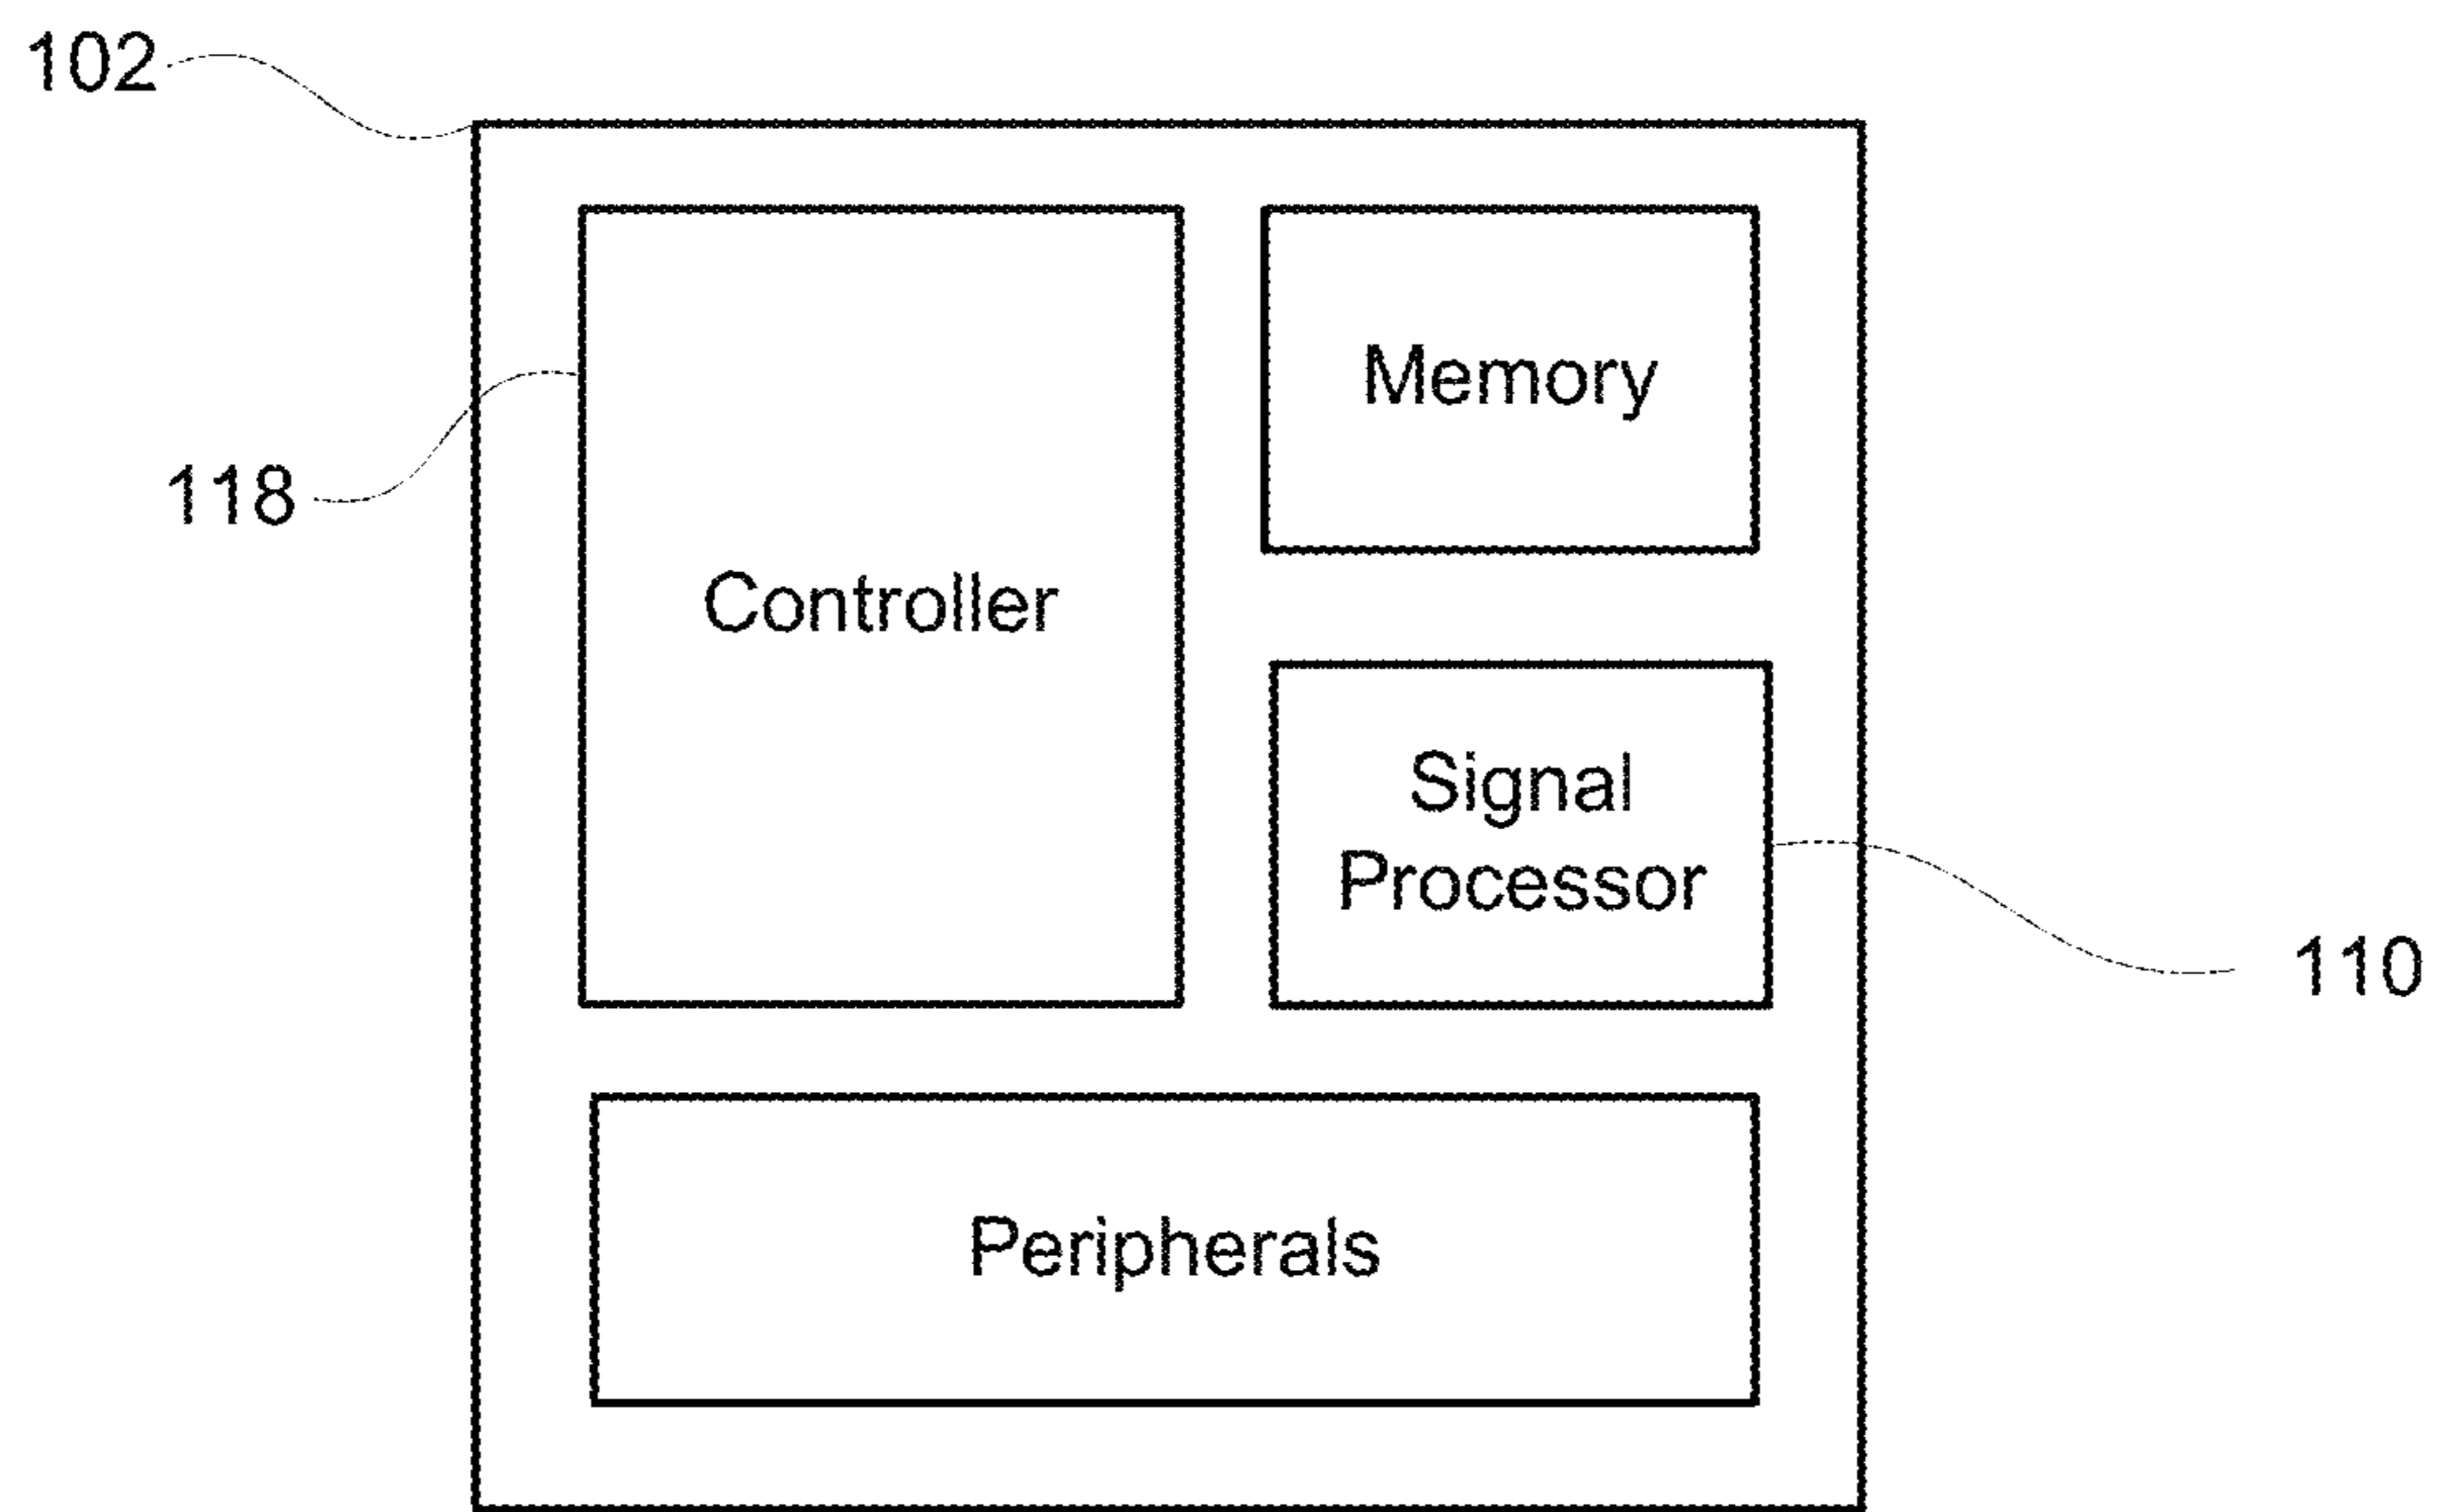 102
Memory
118
Controller
Signal
Processor
110
Peripherals